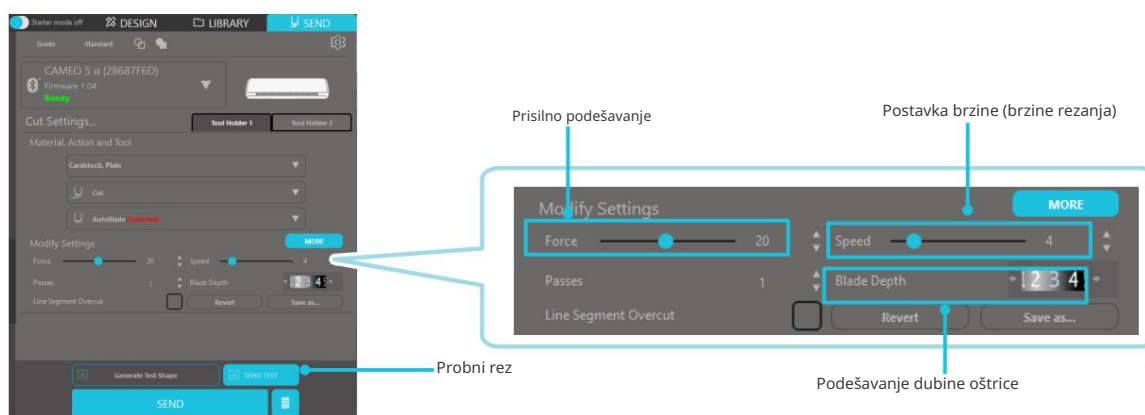 Starter mode off DESIGN LIBRARY SEND
Guide Standard
CAMEO 5 α (2B687F6D)
Firmware 1.04
Ready
Cut Settings... Tool Holder 1 Tool Holder 2
Material, Action and Tool
Cardstock, Plain
Cut
AutoBlade (Detected)
Modify Settings MORE
Force 20 Speed 4
Passes 1 Blade Depth 1 2 3 4
Line Segment Overcut Revert Save as...
Generate Test Shape SEND TEST
SEND
Probni rez
Prisilno podešavanje
Postavka brzine (brzine rezanja)
Modify Settings MORE
Force 20 Speed 4
Passes 1 Blade Depth 1 2 3 4
Line Segment Overcut Revert Save as...
Podešavanje dubine oštrice